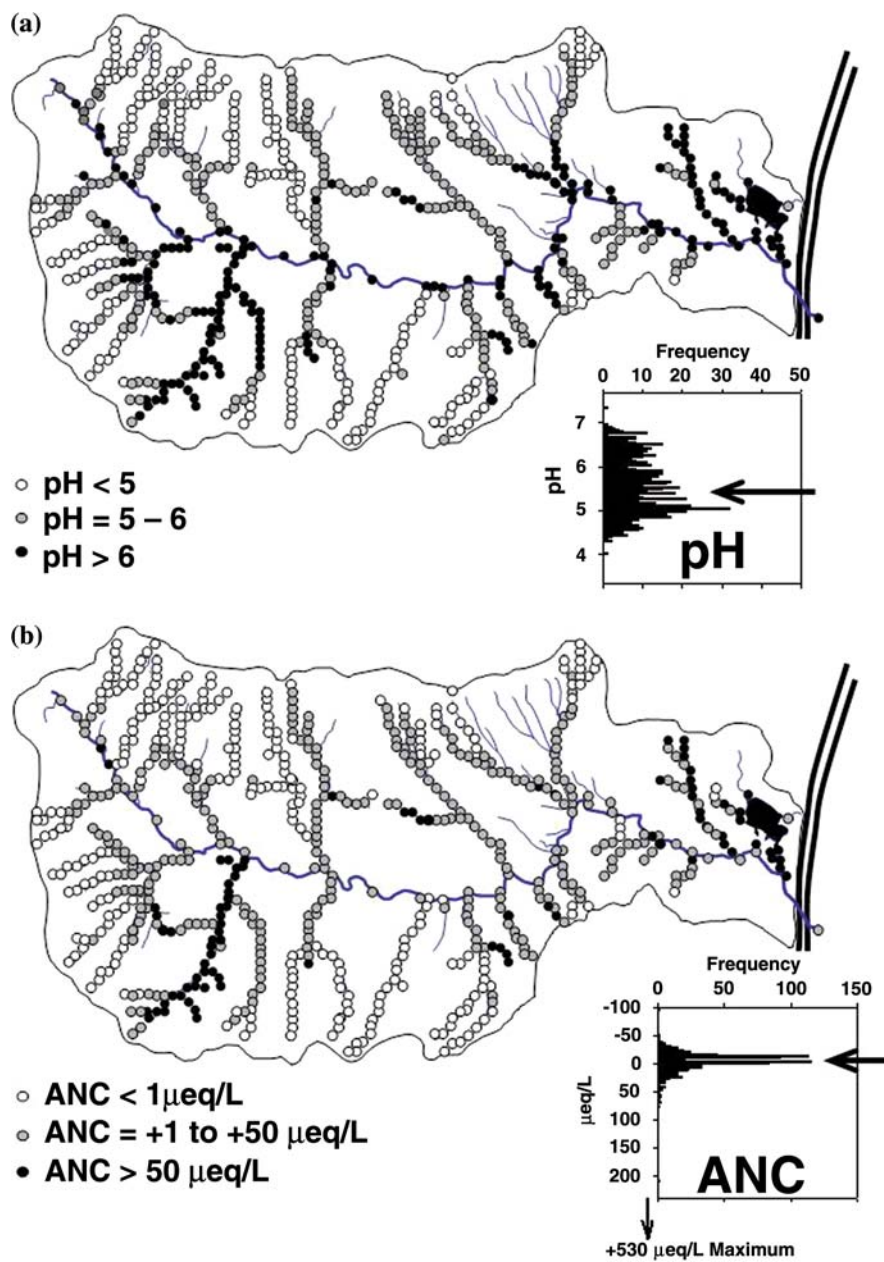 (a)
Frequency
0 10 20 30 40 50
7
6
5
4
pH
pH
pH < 5
pH = 5 – 6
pH > 6
(b)
Frequency
0 50 100 150
-100
-50
0
50
100
150
200
µeq/L
ANC
ANC < 1µeq/L
ANC = +1 to +50 µeq/L
ANC > 50 µeq/L
+530 µeq/L Maximum